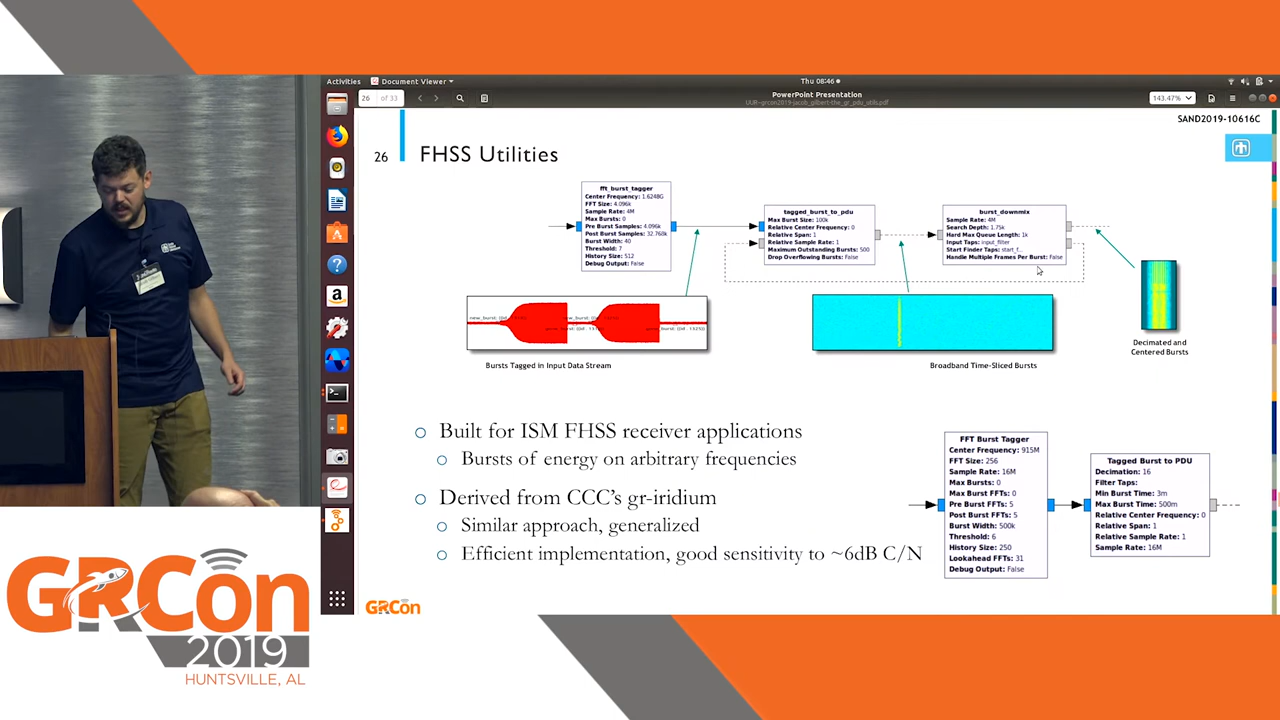 Activities
Document Viewer
Thu 08:46
PowerPoint Presentation
26 of 33
143.47%
SAND2019-10616C
26
FHSS Utilities
fft_burst_tagger
Center Frequency: 1.6248G
FFT Size: 4.096k
Sample Rate: 4M
Max Bursts: 0
Pre Burst Samples: 4.096k
Post Burst Samples: 32.768k
Burst Width: 40
Threshold: 7
History Size: 512
Debug Output: False
tagged_burst_to_pdu
Max Burst Size: 100k
Relative Center Frequency: 0
Relative Span: 1
Relative Sample Rate: 1
Maximum Outstanding Bursts: 500
Drop Overflowing Bursts: False
burst_downmix
Sample Rate: 4M
Search Depth: 1.75k
Hard Max Queue Length: 1k
Input Taps: input_filter
Start Finder Taps: start_f...
Handle Multiple Frames Per Burst: False
Bursts Tagged in Input Data Stream
Broadband Time-Sliced Bursts
Decimated and
Centered Bursts
Built for ISM FHSS receiver applications
Bursts of energy on arbitrary frequencies
Derived from CCC's gr-iridium
Similar approach, generalized
Efficient implementation, good sensitivity to ~6dB C/N
FFT Burst Tagger
Center Frequency: 915M
FFT Size: 256
Sample Rate: 16M
Max Bursts: 0
Max Burst FFTs: 0
Pre Burst FFTs: 5
Post Burst FFTs: 5
Burst Width: 500k
Threshold: 6
History Size: 250
Lookahead FFTs: 31
Debug Output: False
Tagged Burst to PDU
Decimation: 16
Filter Taps:
Min Burst Time: 3m
Max Burst Time: 500m
Relative Center Frequency: 0
Relative Span: 1
Sample Rate: 16M
GRCon
GRCon
2019
HUNTSVILLE, AL